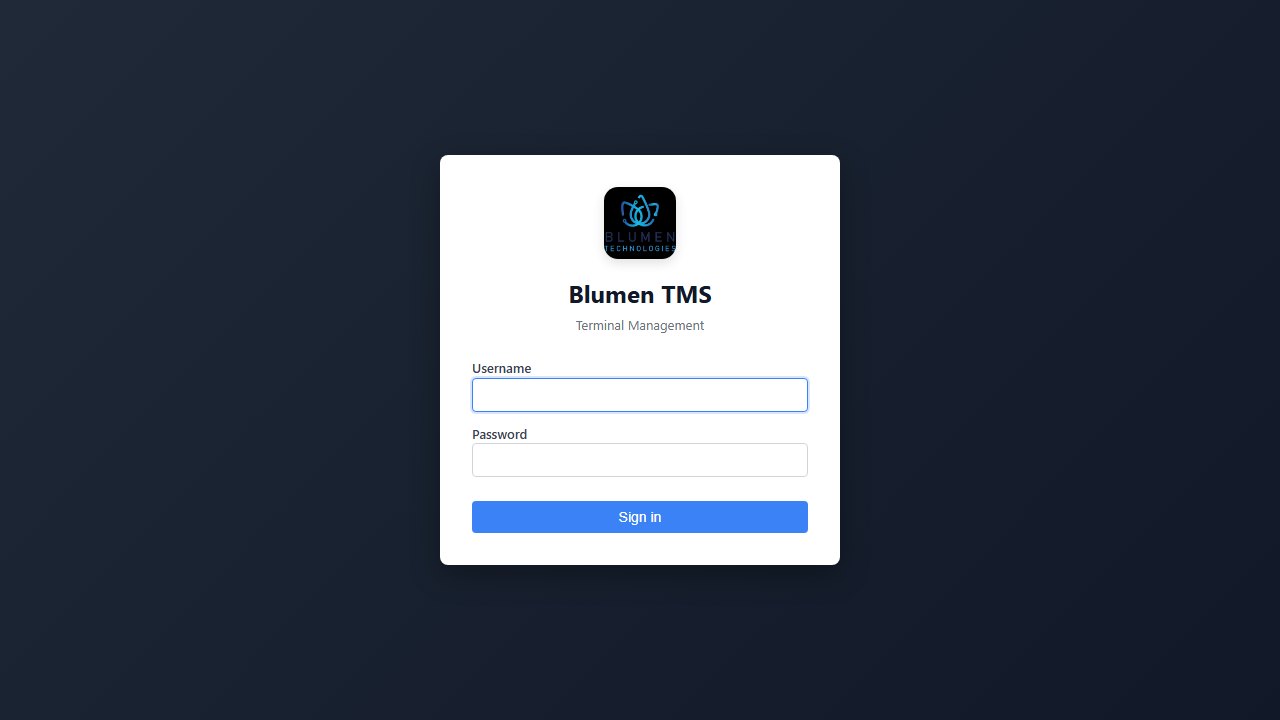 BLUMEN
TECHNOLOGIES
Blumen TMS
Terminal Management
Username
Password
Sign in